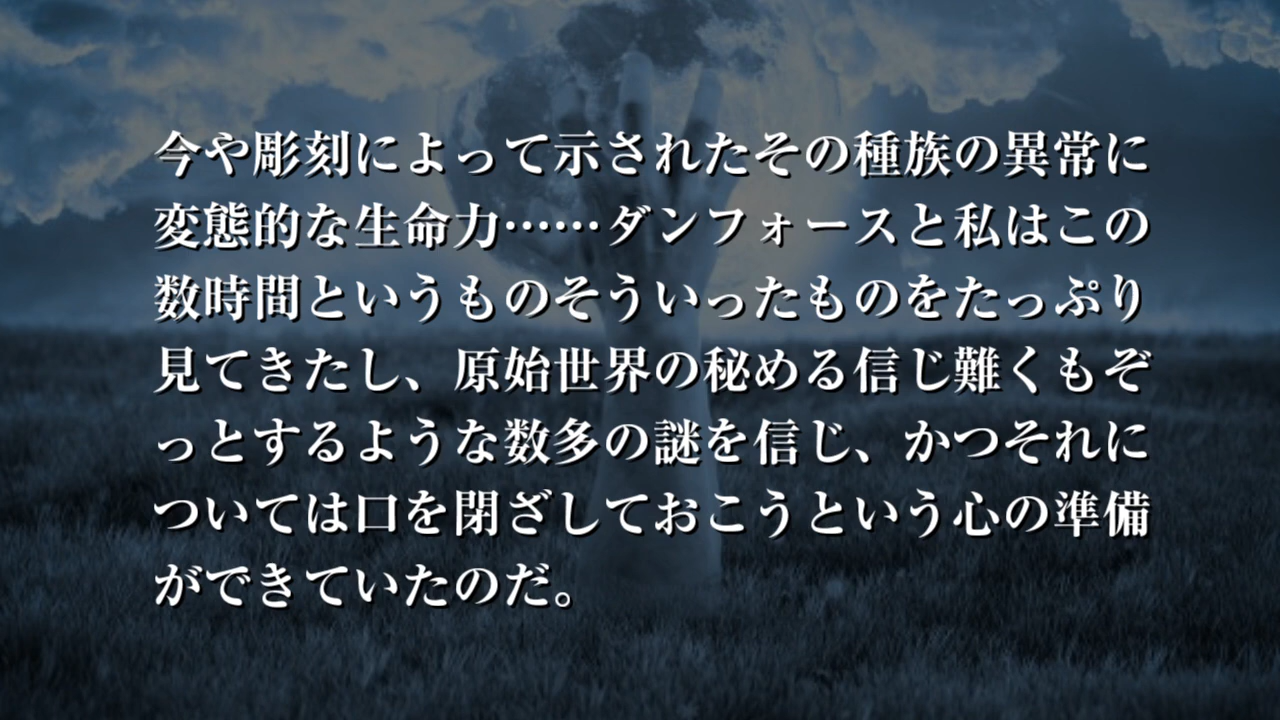 今や彫刻によって示されたその種族の異常に
変態的な生命力……ダンフォースと私はこの
数時間というものそういったものをたっぷり
見てきたし、原始世界の秘める信じ難くもぞ
っとするような数多の謎を信じ、かつそれに
ついては口を閉ざしておこうという心の準備
ができていたのだ。